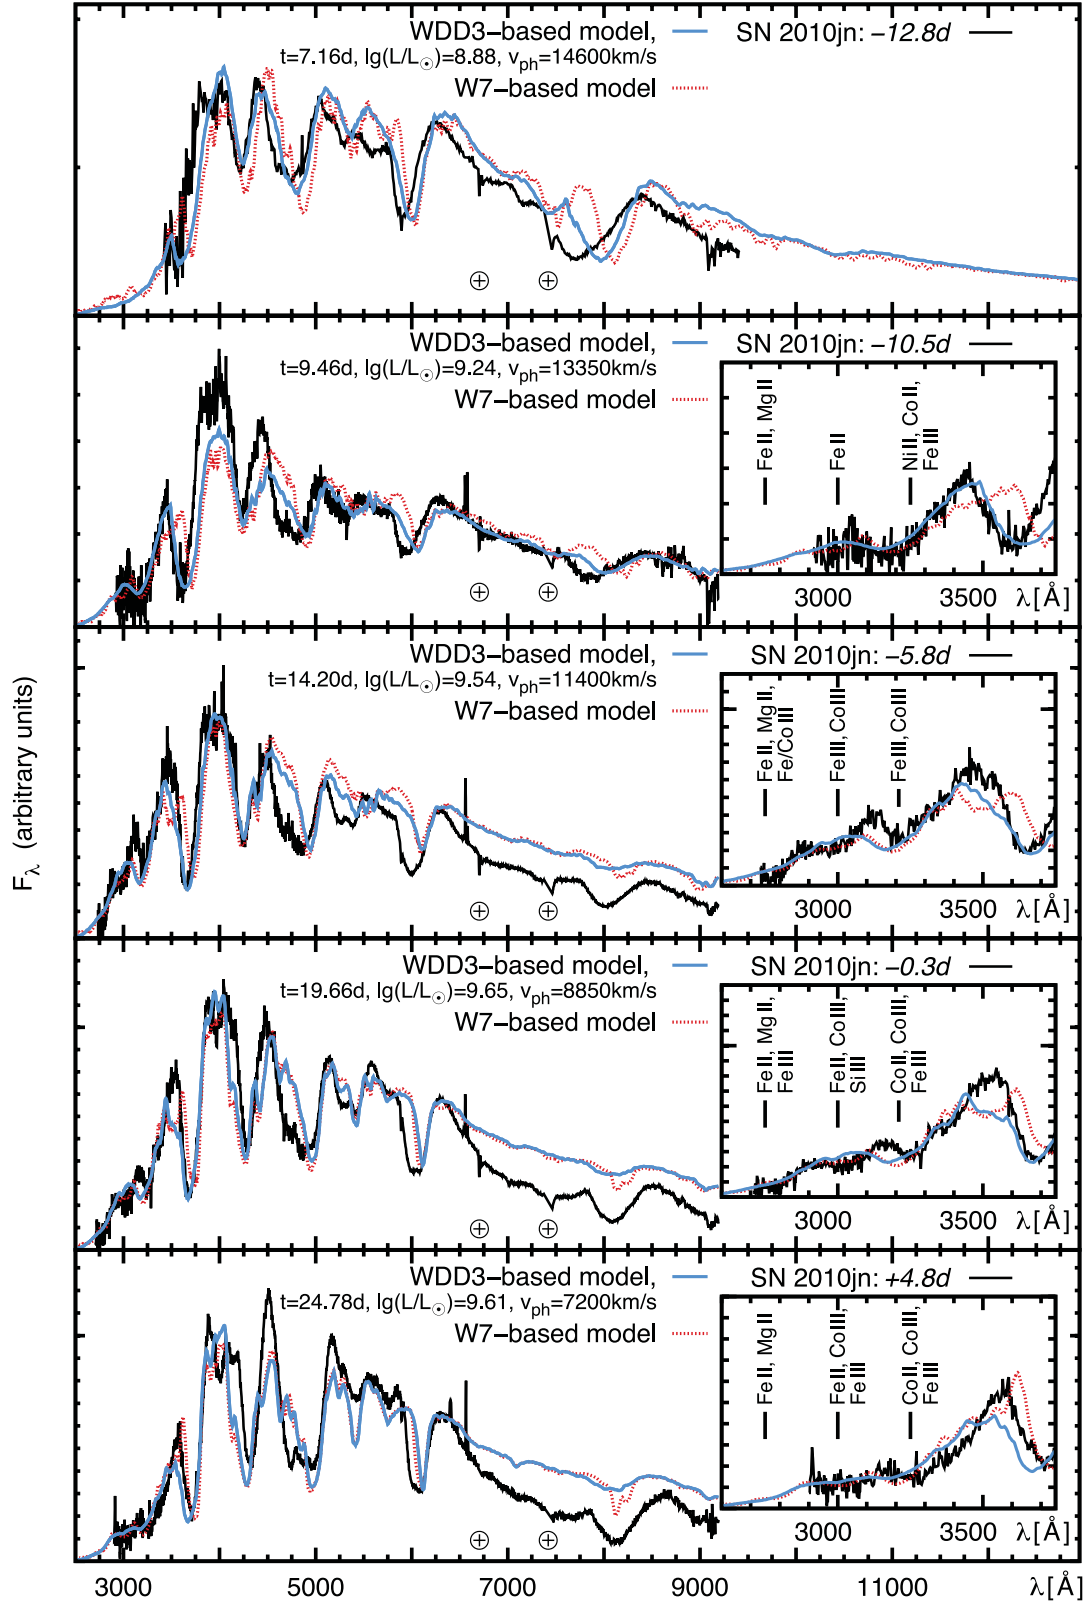 WDD3−based model,
t=7.16d, lg(L/L☉)=8.88, vph=14600km/s
W7−based model
SN 2010jn: −12.8d
⊕ ⊕
WDD3−based model,
t=9.46d, lg(L/L☉)=9.24, vph=13350km/s
W7−based model
SN 2010jn: −10.5d
Fe II, Mg II
Fe II
Ni II, Co II,
Fe III
3000 3500 λ[Å]
⊕ ⊕
WDD3−based model,
t=14.20d, lg(L/L☉)=9.54, vph=11400km/s
W7−based model
SN 2010jn: −5.8d
Fe II, Mg II,
Fe/Co III
Fe III, Co III
Fe III, Co III
3000 3500 λ[Å]
⊕ ⊕
Fλ (arbitrary units)
WDD3−based model,
t=19.66d, lg(L/L☉)=9.65, vph=8850km/s
W7−based model
SN 2010jn: −0.3d
Fe II, Mg II,
Fe III
Fe II, Co III,
Si III
Co II, Co III,
Fe III
3000 3500 λ[Å]
⊕ ⊕
WDD3−based model,
t=24.78d, lg(L/L☉)=9.61, vph=7200km/s
W7−based model
SN 2010jn: +4.8d
Fe II, Mg II
Fe II, Co III,
Fe III
Co II, Co III,
Fe III
3000 3500 λ[Å]
⊕ ⊕
3000 5000 7000 9000 11000 λ[Å]